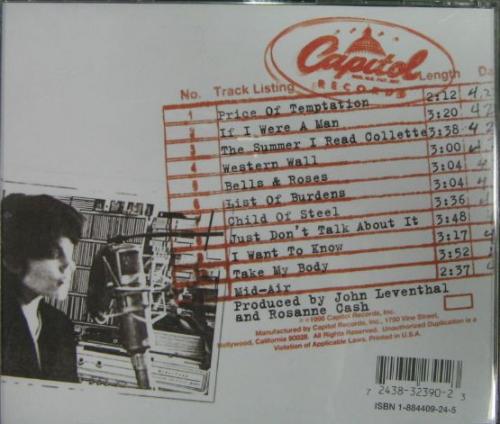 Capitol
RECORDS
No. Track Listing Length Da
1 Price Of Temptation 2:12
2 If I Were A Man 3:20
3 The Summer I Read Collette 3:38
4 Western Wall 3:00
5 Bells & Roses 3:04
6 List Of Burdens 3:04
Child Of Steel 3:36
Just Don't Talk About It 3:48
I Want To Know 3:17
Take My Body 3:52
Mid-Air 2:37
Produced by John Leventhal
and Rosanne Cash
1996 Capitol Records, Inc.
Manufactured by Capitol Records, Inc., 1750 Vine Street,
Hollywood, California 90028. All Rights Reserved. Unauthorized Duplication is a
Violation of Applicable Laws. Printed in U.S.A.
7 2438-32390-2 3
ISBN 1-884409-24-5